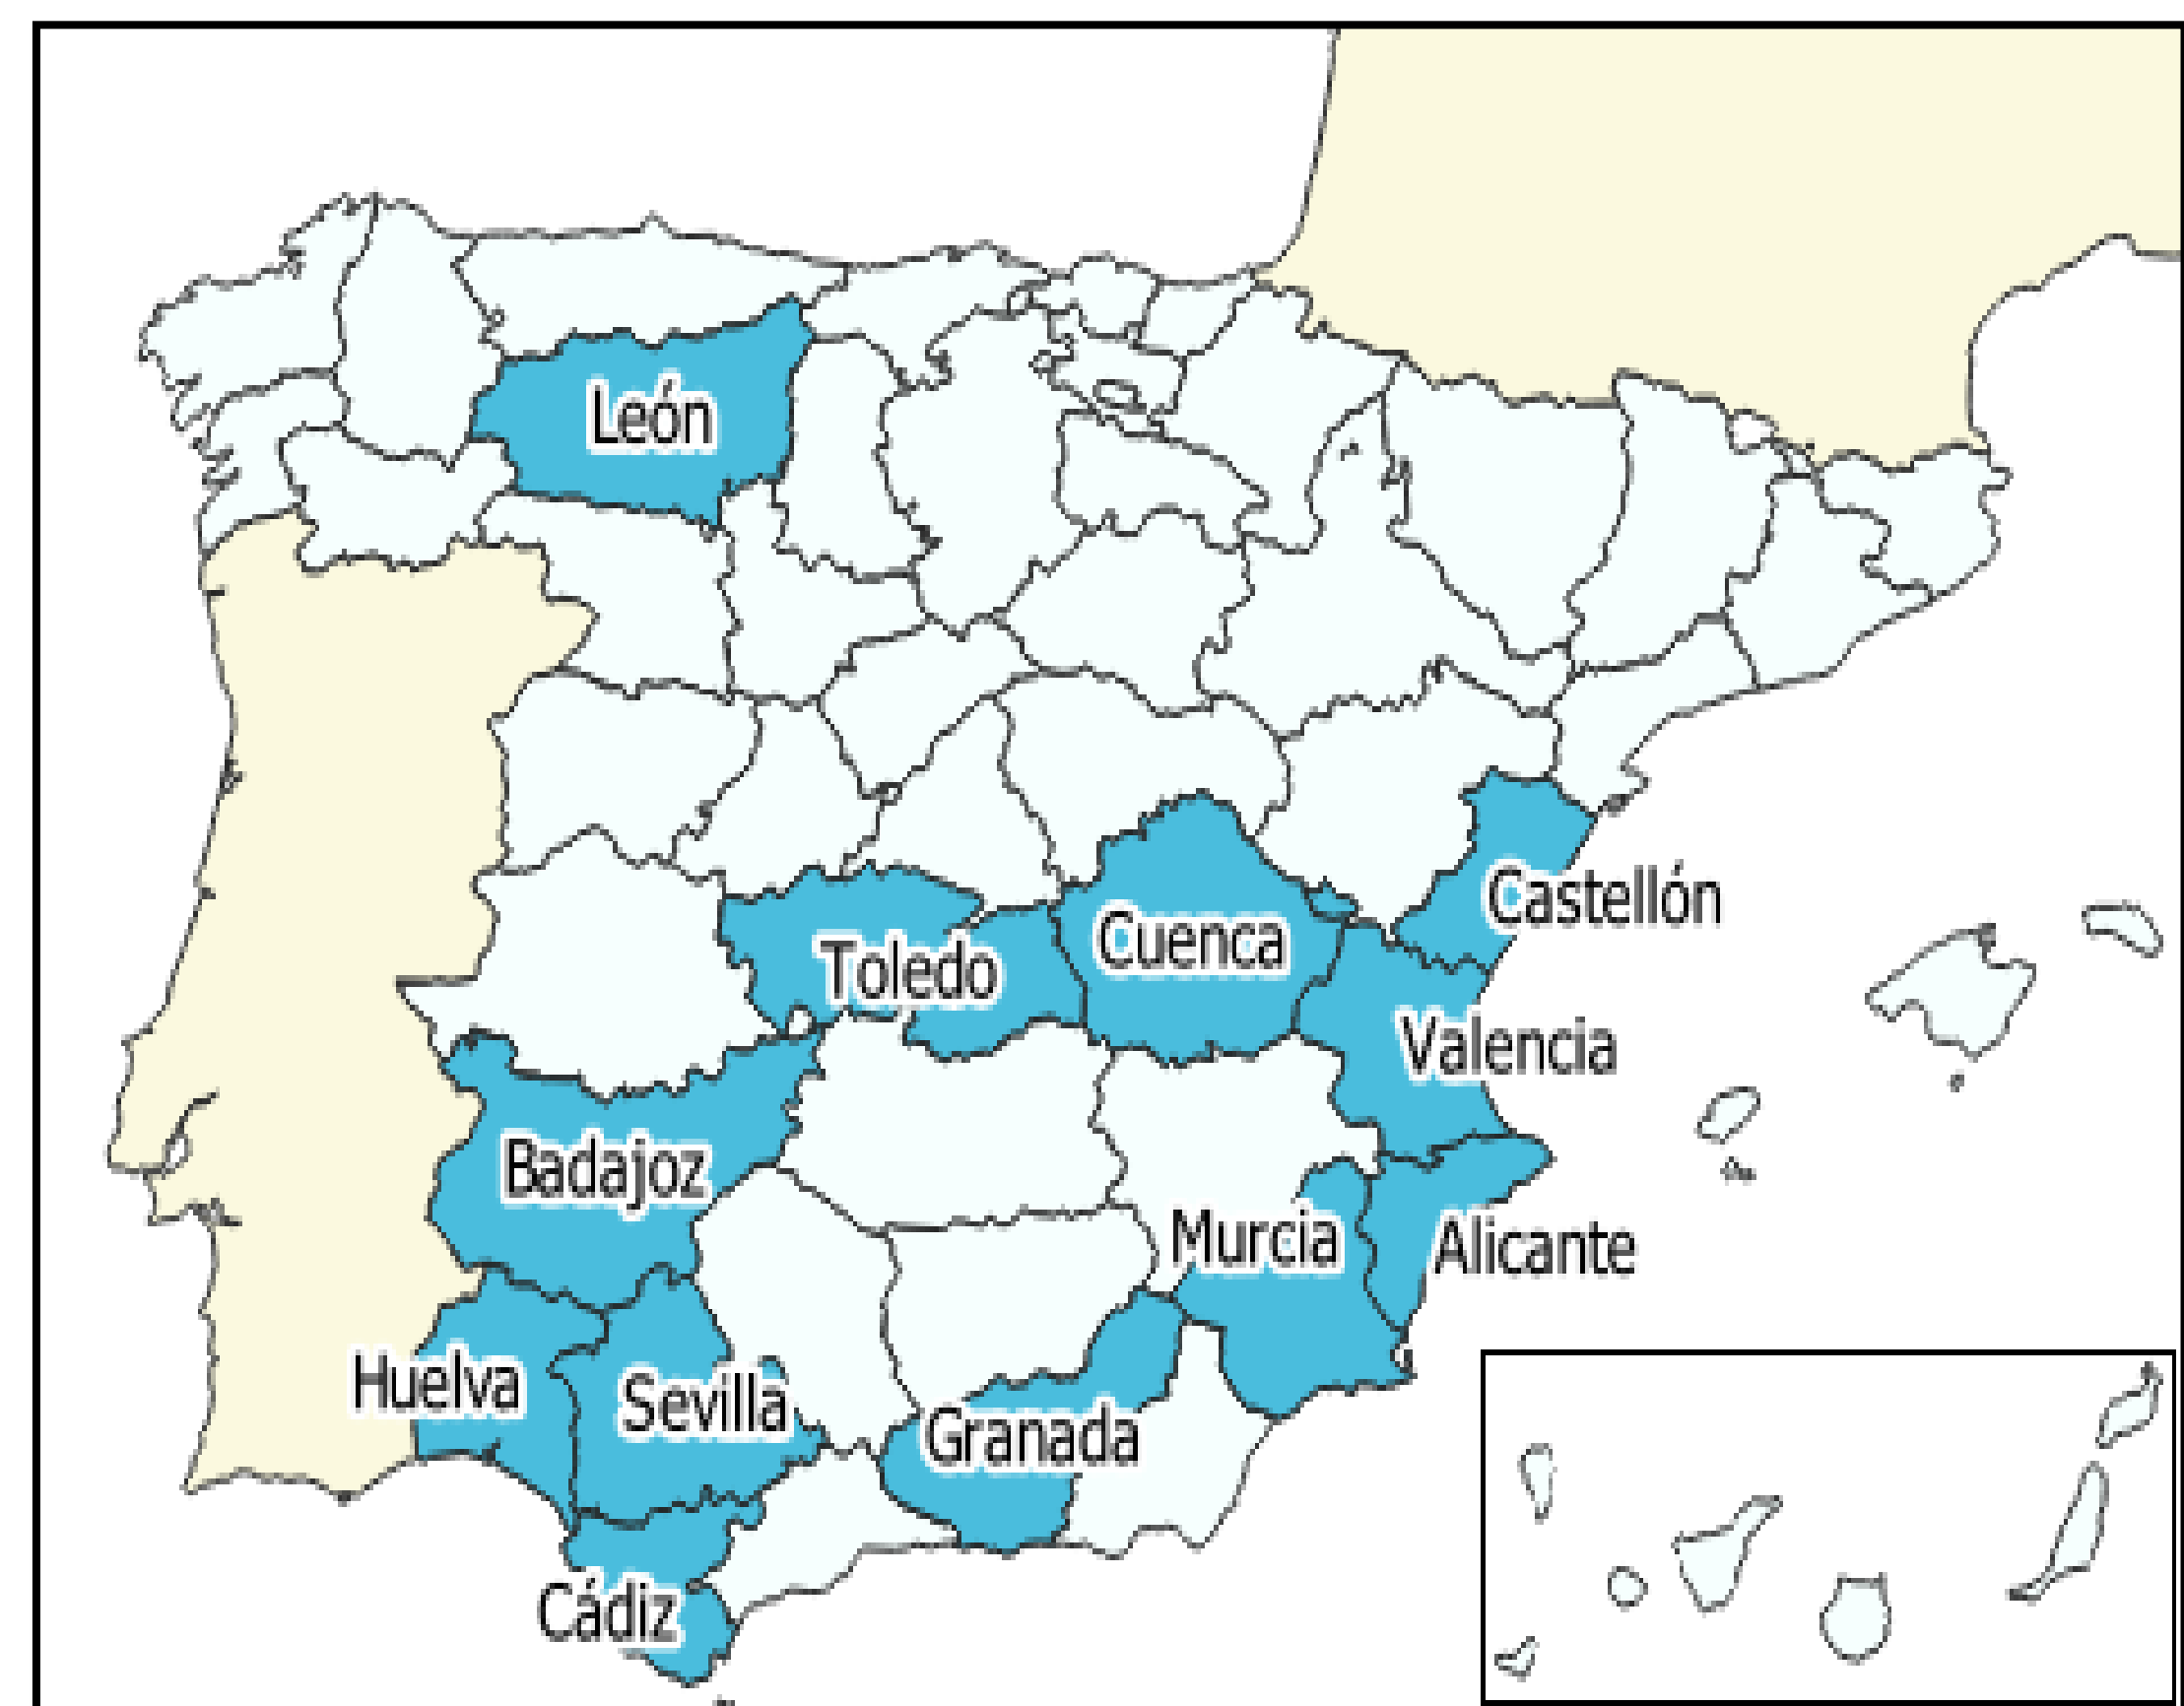 León
Castellón
Cuenca
Toledo
Valencia
Badajoz
Murcia
Alicante
Huelva
Sevilla
Granada
Cádiz